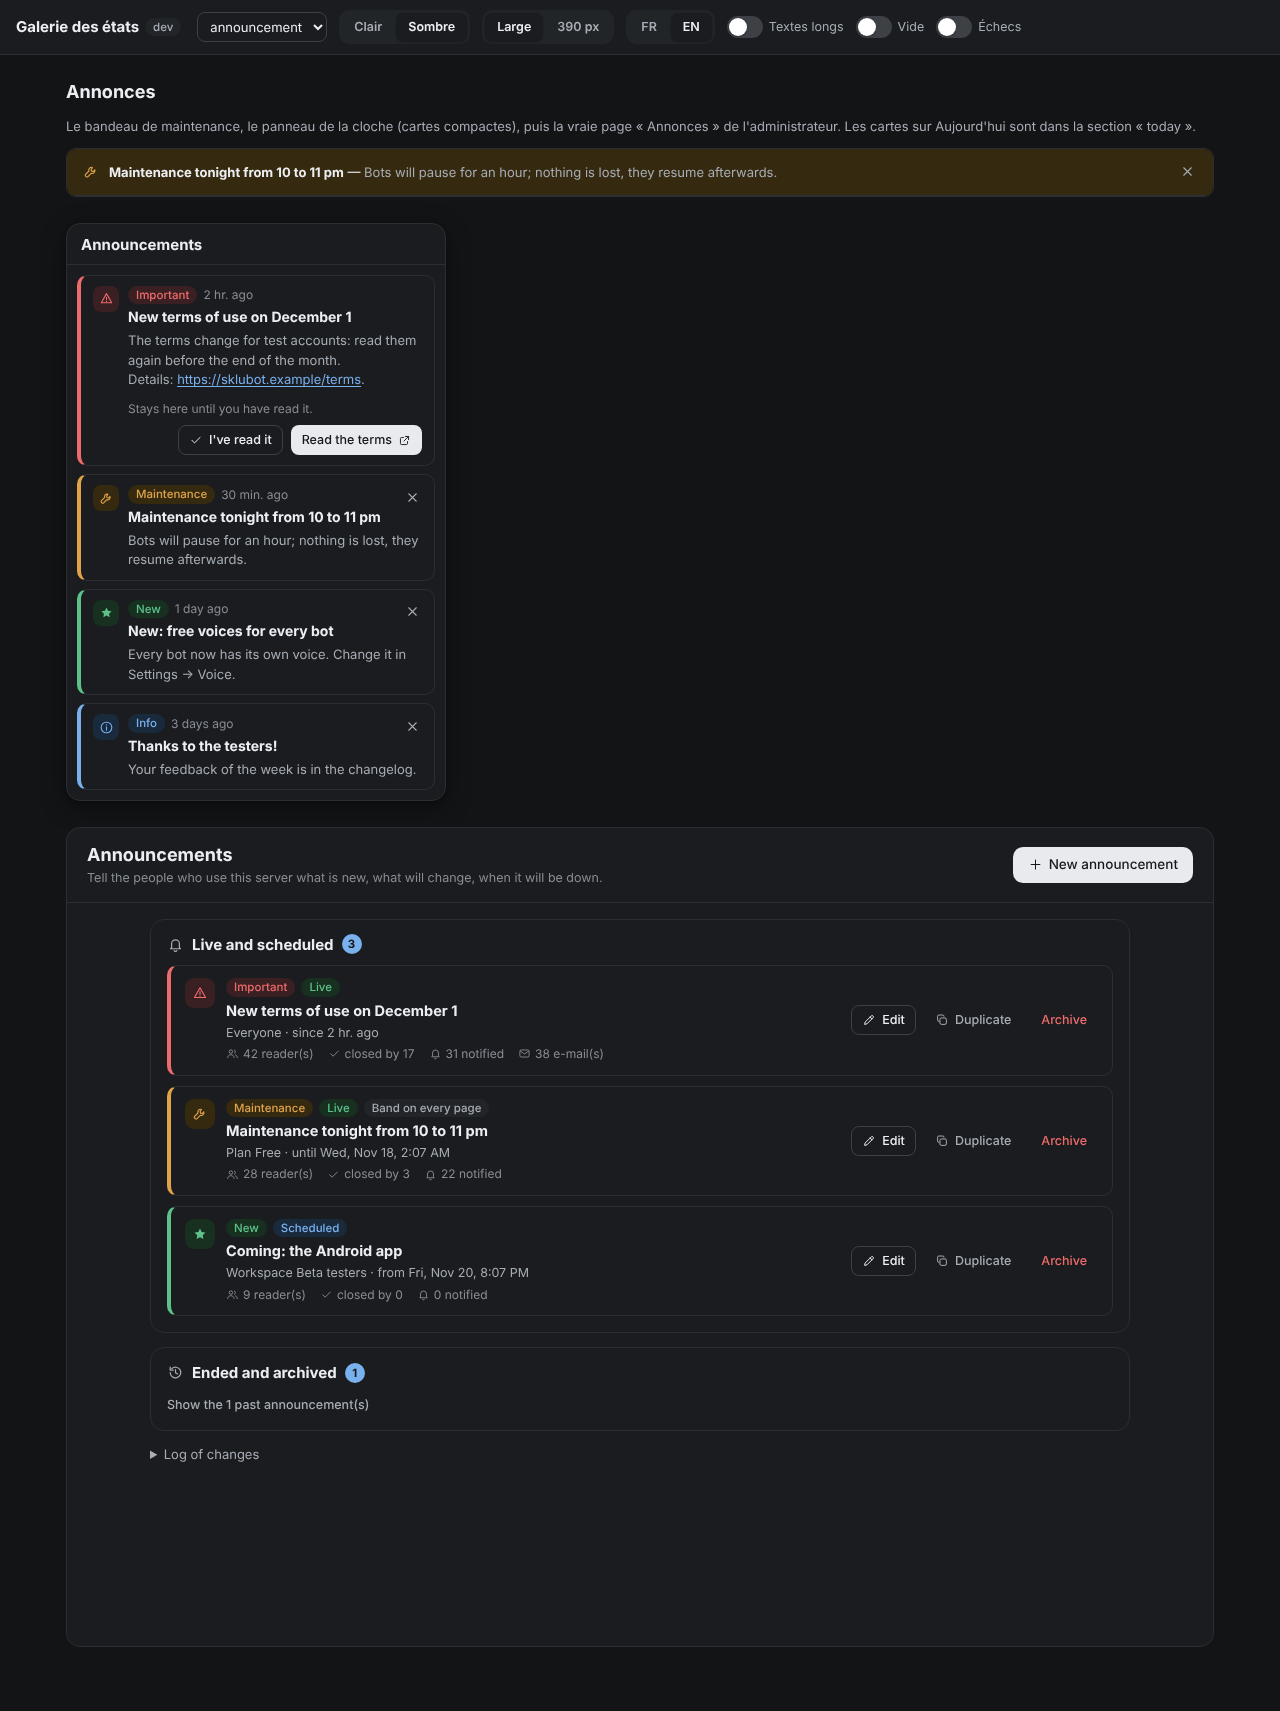 Galerie des états dev announcement Clair Sombre Large 390 px FR EN Textes longs Vide Échecs
Annonces
Le bandeau de maintenance, le panneau de la cloche (cartes compactes), puis la vraie page « Annonces » de l'administrateur. Les cartes sur Aujourd'hui sont dans la section « today ».
Maintenance tonight from 10 to 11 pm — Bots will pause for an hour; nothing is lost, they resume afterwards.
Announcements
Important 2 hr. ago
New terms of use on December 1
The terms change for test accounts: read them
again before the end of the month.
Details: https://sklubot.example/terms.
Stays here until you have read it.
I've read it Read the terms
Maintenance 30 min. ago
Maintenance tonight from 10 to 11 pm
Bots will pause for an hour; nothing is lost, they
resume afterwards.
New 1 day ago
New: free voices for every bot
Every bot now has its own voice. Change it in
Settings → Voice.
Info 3 days ago
Thanks to the testers!
Your feedback of the week is in the changelog.
Announcements
Tell the people who use this server what is new, what will change, when it will be down.
New announcement
Live and scheduled 3
Important Live
New terms of use on December 1
Everyone · since 2 hr. ago
42 reader(s) closed by 17 31 notified 38 e-mail(s)
Edit Duplicate Archive
Maintenance Live Band on every page
Maintenance tonight from 10 to 11 pm
Plan Free · until Wed, Nov 18, 2:07 AM
28 reader(s) closed by 3 22 notified
Edit Duplicate Archive
New Scheduled
Coming: the Android app
Workspace Beta testers · from Fri, Nov 20, 8:07 PM
9 reader(s) closed by 0 0 notified
Edit Duplicate Archive
Ended and archived 1
Show the 1 past announcement(s)
Log of changes